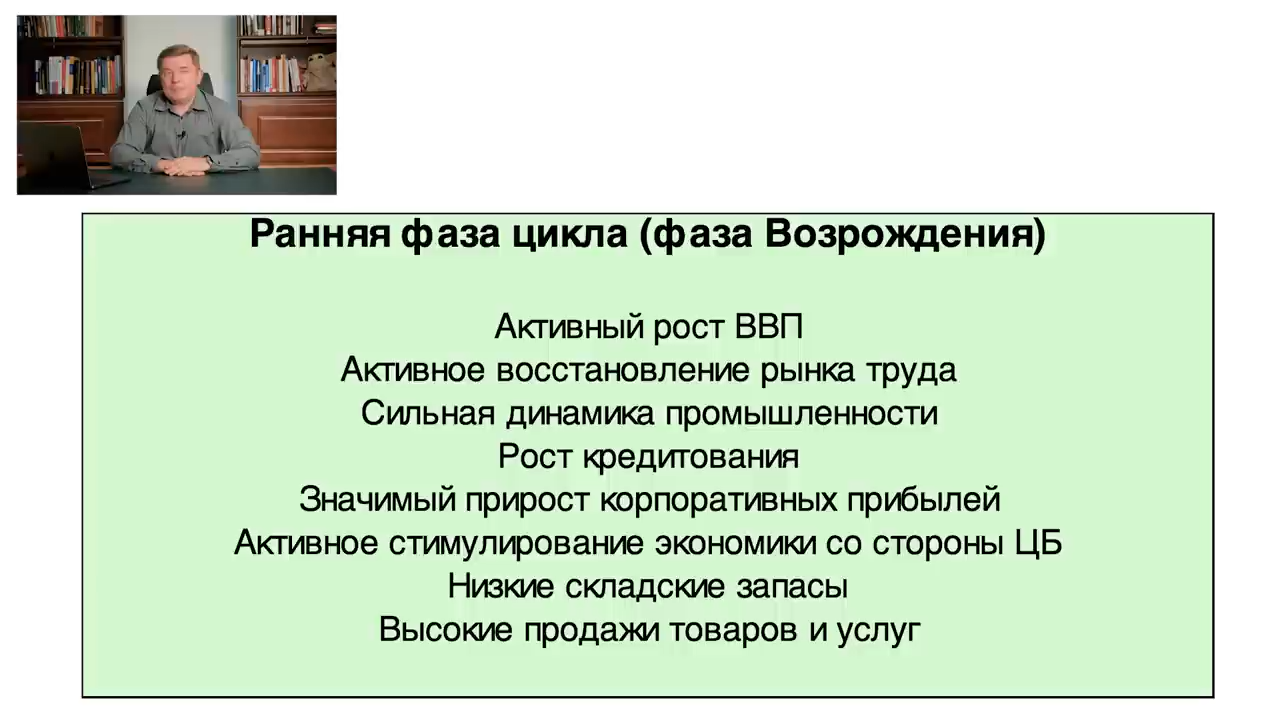 Ранняя фаза цикла (фаза Возрождения)
Активный рост ВВП
Активное восстановление рынка труда
Сильная динамика промышленности
Рост кредитования
Значимый прирост корпоративных прибылей
Активное стимулирование экономики со стороны ЦБ
Низкие складские запасы
Высокие продажи товаров и услуг